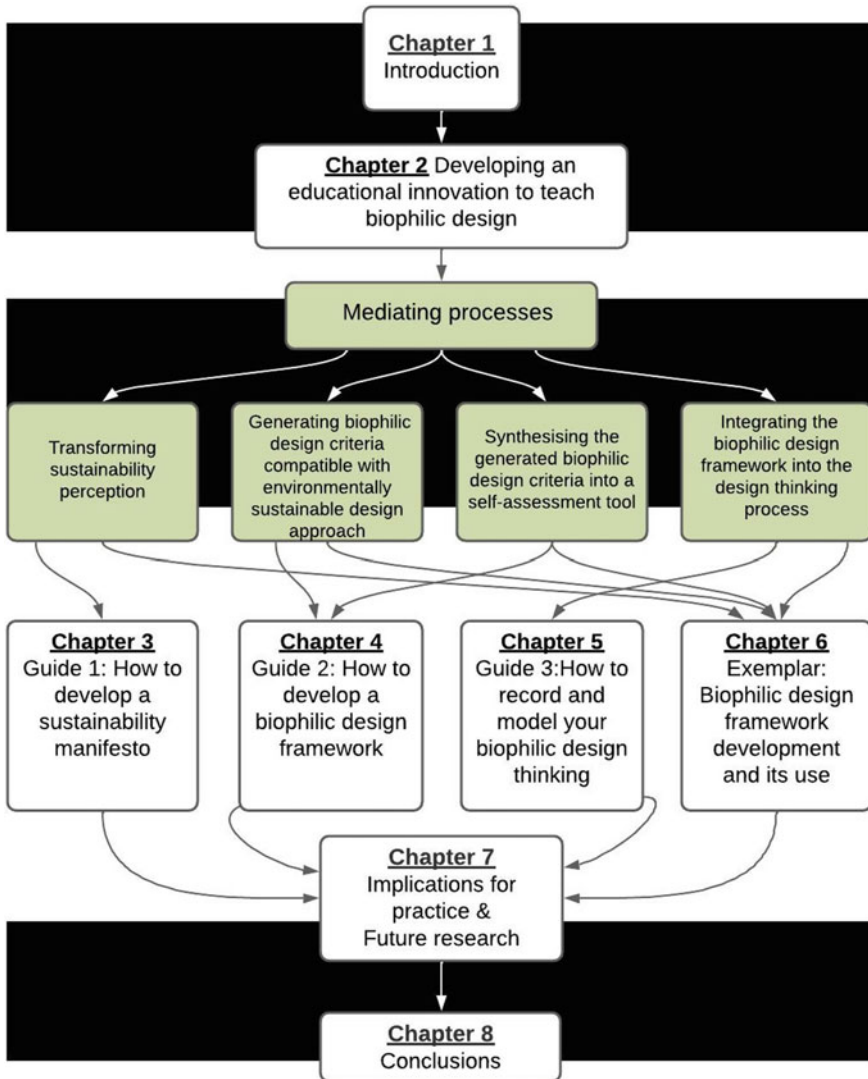 Chapter 1
Introduction
Chapter 2 Developing an
educational innovation to teach
biophilic design
Mediating processes
Transforming
sustainability
perception
Generating biophilic
design criteria
compatible with
environmentally
sustainable design
approach
Synthesising the
generated biophilic
design criteria into a
self-assessment tool
Integrating the
biophilic design
framework into the
design thinking
process
Chapter 3
Guide 1: How to
develop a
sustainability
manifesto
Chapter 4
Guide 2: How to
develop a
biophilic design
framework
Chapter 5
Guide 3:How to
record and
model your
biophilic design
thinking
Chapter 6
Exemplar:
Biophilic design
framework
development
and its use
Chapter 7
Implications for
practice &
Future research
Chapter 8
Conclusions